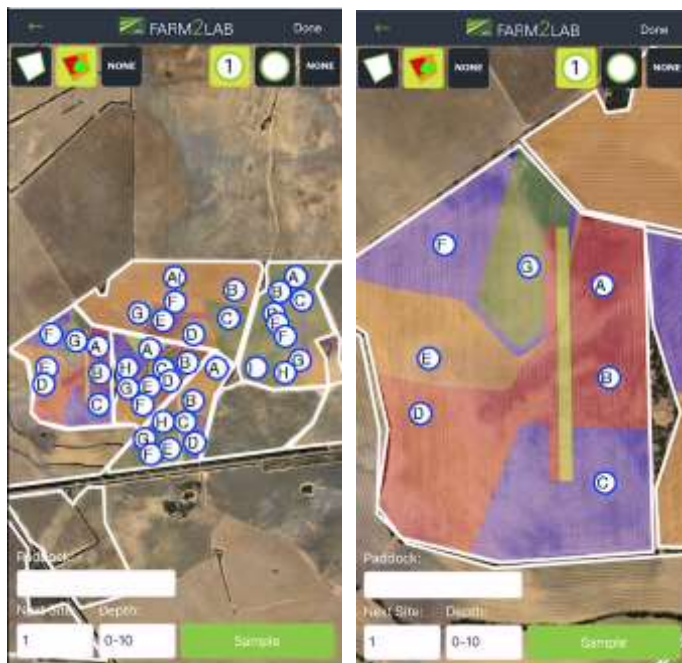 ← FARM2LAB Done
NONE 1 NONE
A
B
A
F
B
C
G
E
C
F
G
D
F
A
A
E
H
B
A
G
D
B
G
E
D
H
C
F
B
H
C
G
D
F
E
Paddock:
Next Site: Depth:
1 0-10 Sample
← FARM2LAB Done
NONE 1 NONE
F
G
A
E
B
D
C
Paddock:
Next Site: Depth:
1 0-10 Sample